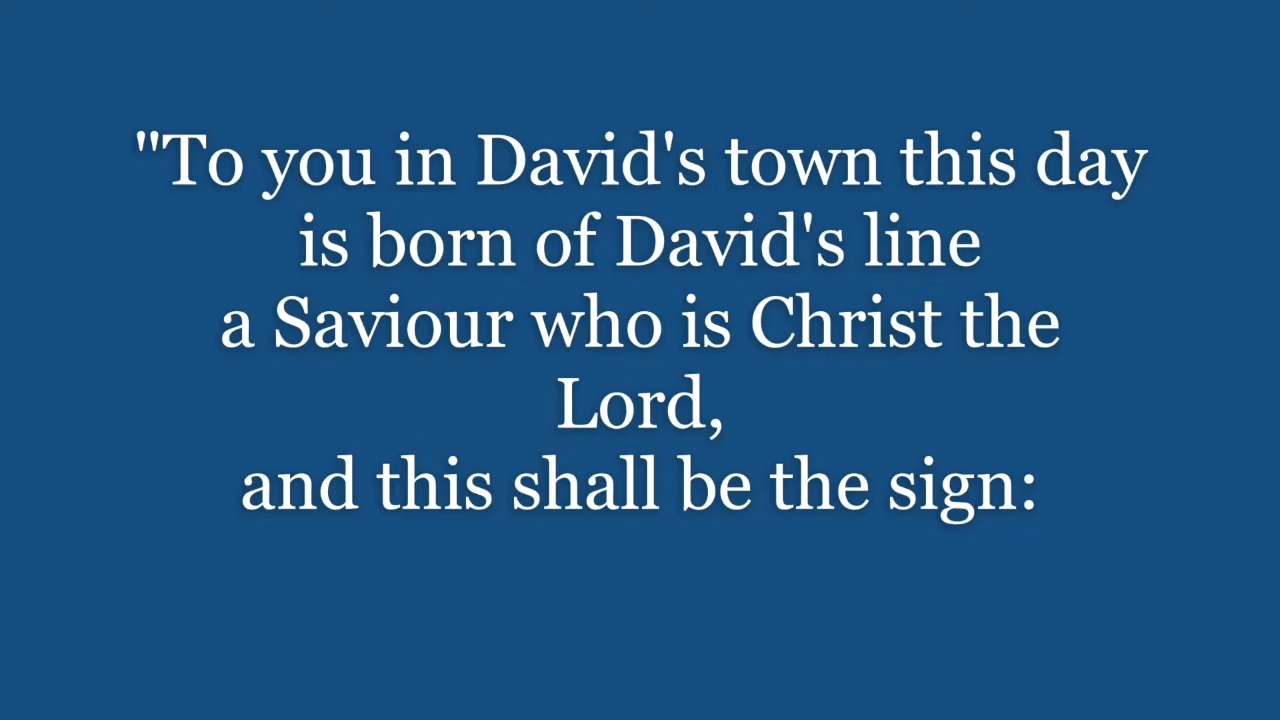 "To you in David's town this day
is born of David's line
a Saviour who is Christ the
Lord,
and this shall be the sign: